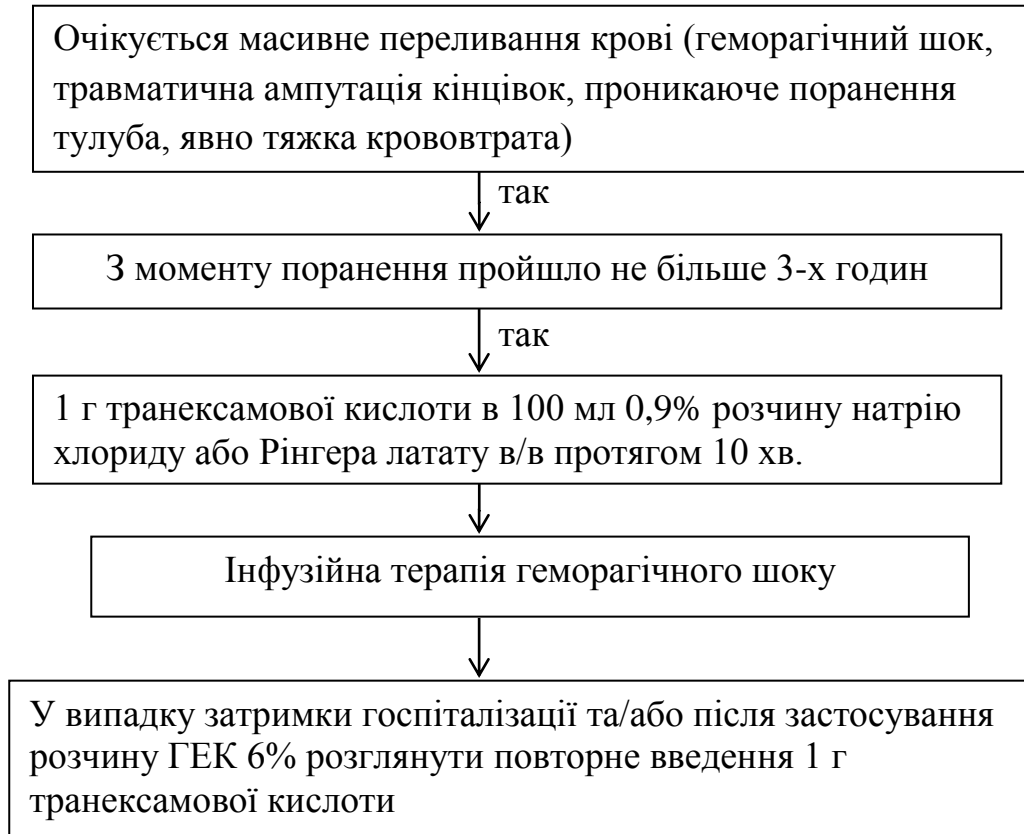 Очікується масивне переливання крові (геморагічний шок,
травматична ампутація кінцівок, проникаюче поранення
тулуба, явно тяжка крововтрата)
так
З моменту поранення пройшло не більше 3-х годин
так
1 г транексамової кислоти в 100 мл 0,9% розчину натрію
хлориду або Рінгера латату в/в протягом 10 хв.
Інфузійна терапія геморагічного шоку
У випадку затримки госпіталізації та/або після застосування
розчину ГЕК 6% розглянути повторне введення 1 г
транексамової кислоти